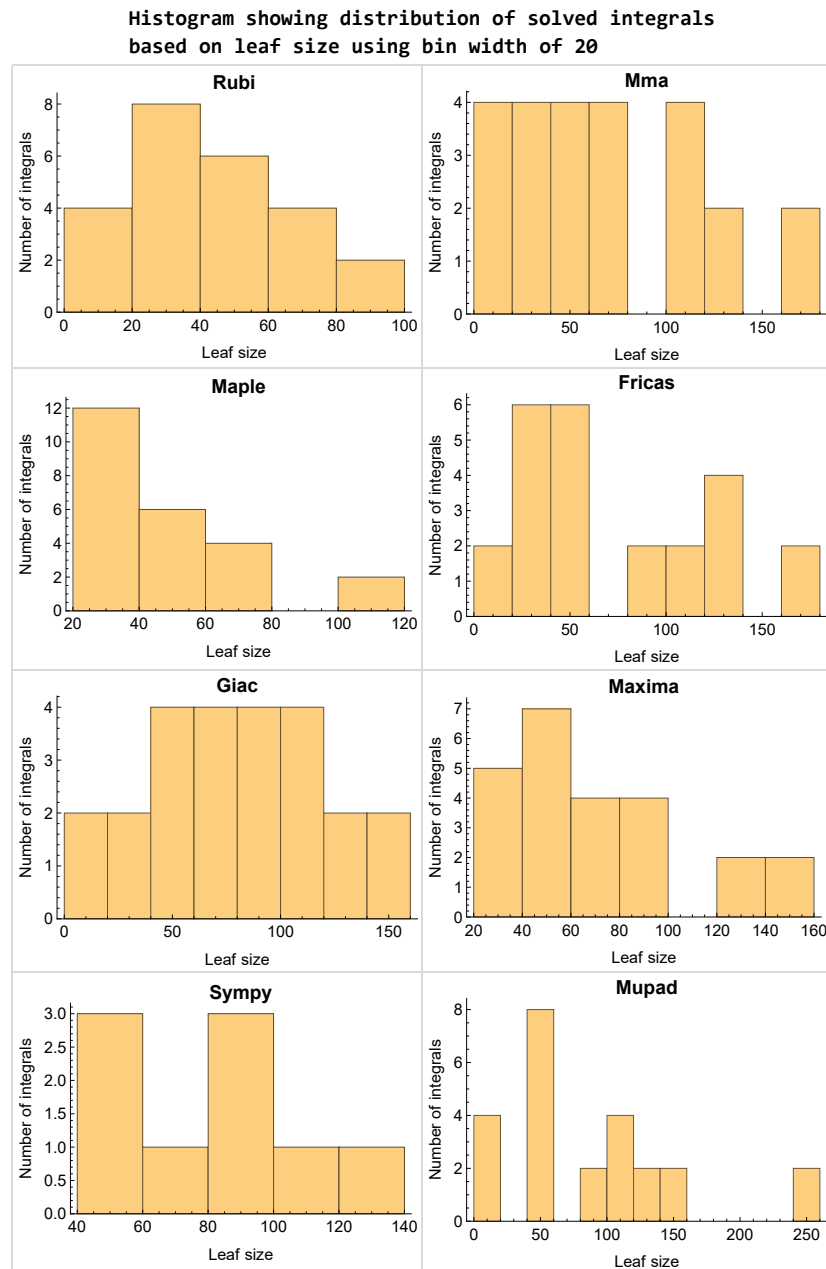 Histogram showing distribution of solved integrals
based on leaf size using bin width of 20
Rubi
Number of integrals
8
6
4
2
0
0 20 40 60 80 100
Leaf size
Mma
Number of integrals
4
3
2
1
0
0 50 100 150
Leaf size
Maple
Number of integrals
12
10
8
6
4
2
0
20 40 60 80 100 120
Leaf size
Fricas
Number of integrals
6
5
4
3
2
1
0
0 50 100 150
Leaf size
Giac
Number of integrals
4
3
2
1
0
0 50 100 150
Leaf size
Maxima
Number of integrals
7
6
5
4
3
2
1
0
20 40 60 80 100 120 140 160
Leaf size
Sympy
Number of integrals
3.0
2.5
2.0
1.5
1.0
0.5
0.0
40 60 80 100 120 140
Leaf size
Mupad
Number of integrals
8
6
4
2
0
0 50 100 150 200 250
Leaf size